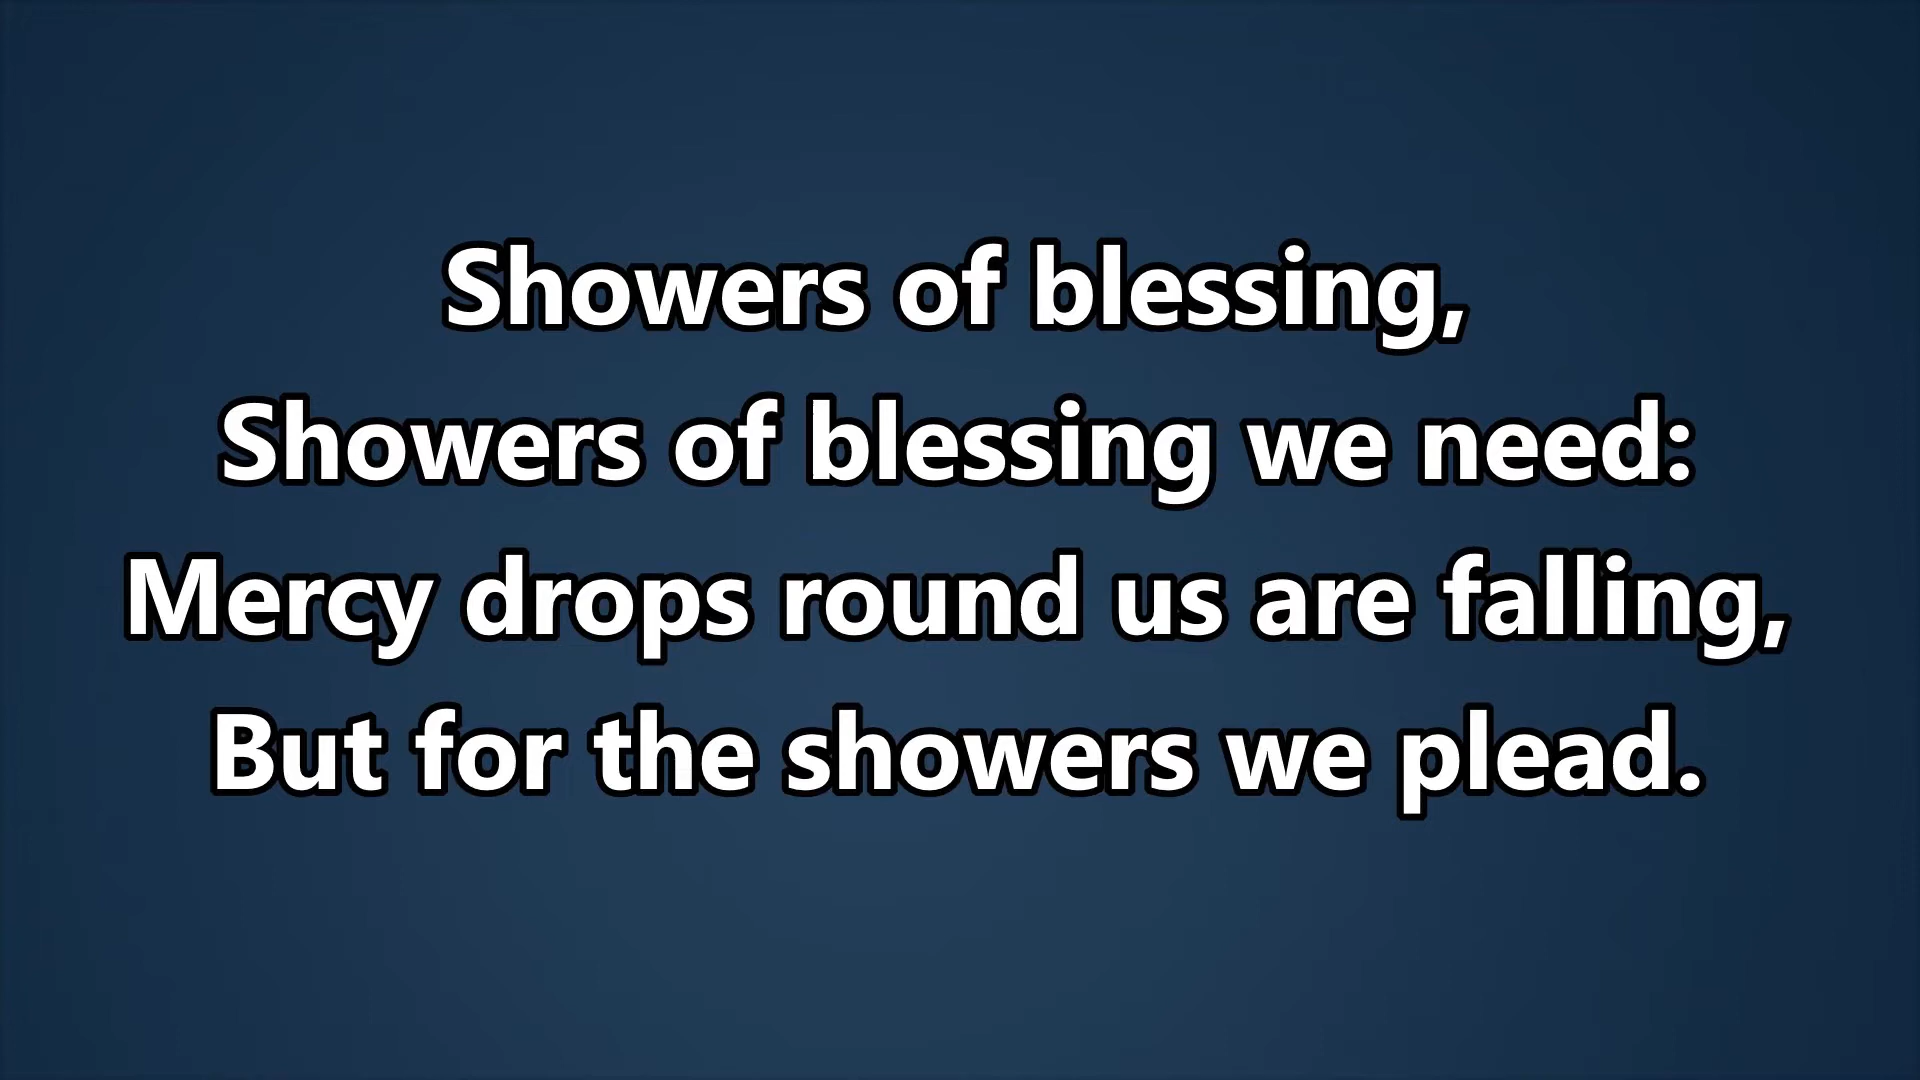 Showers of blessing,
Showers of blessing we need:
Mercy drops round us are falling,
But for the showers we plead.